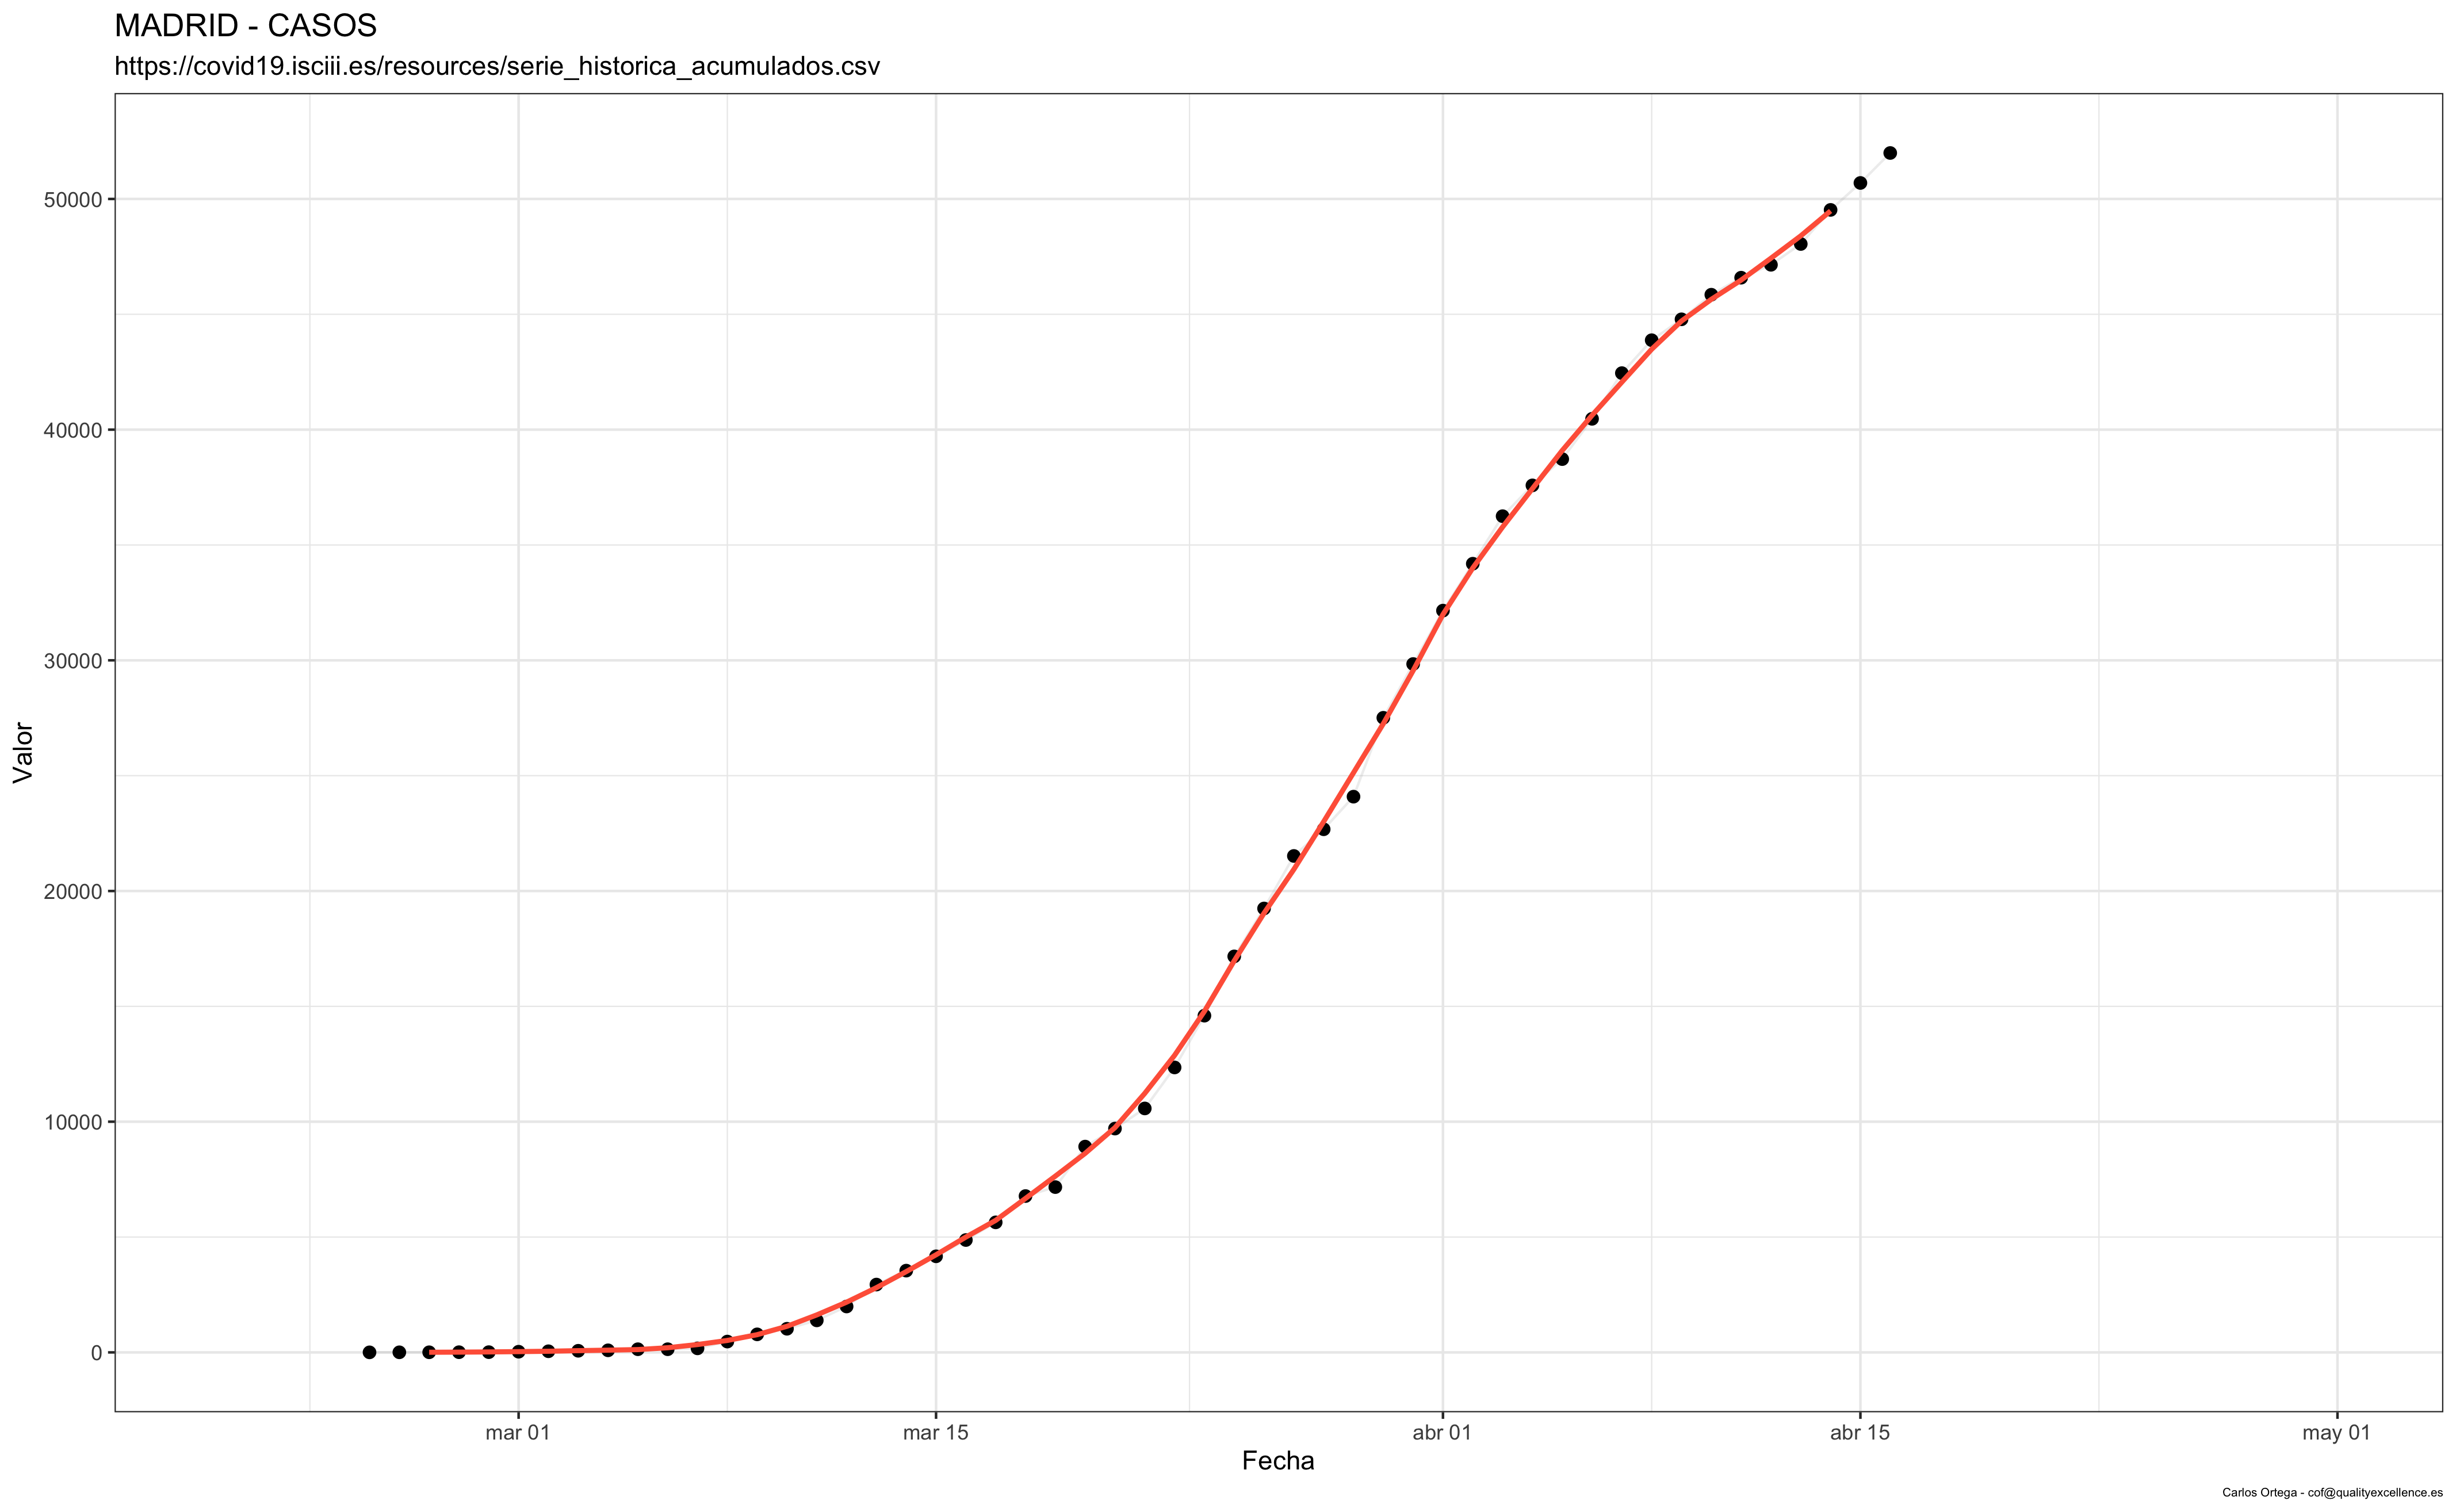 MADRID - CASOS
https://covid19.isciii.es/resources/serie_historica_acumulados.csv
50000
40000
30000
20000
10000
0
Valor
mar 01
mar 15
abr 01
abr 15
may 01
Fecha
Carlos Ortega - cof@qualityexcellence.es